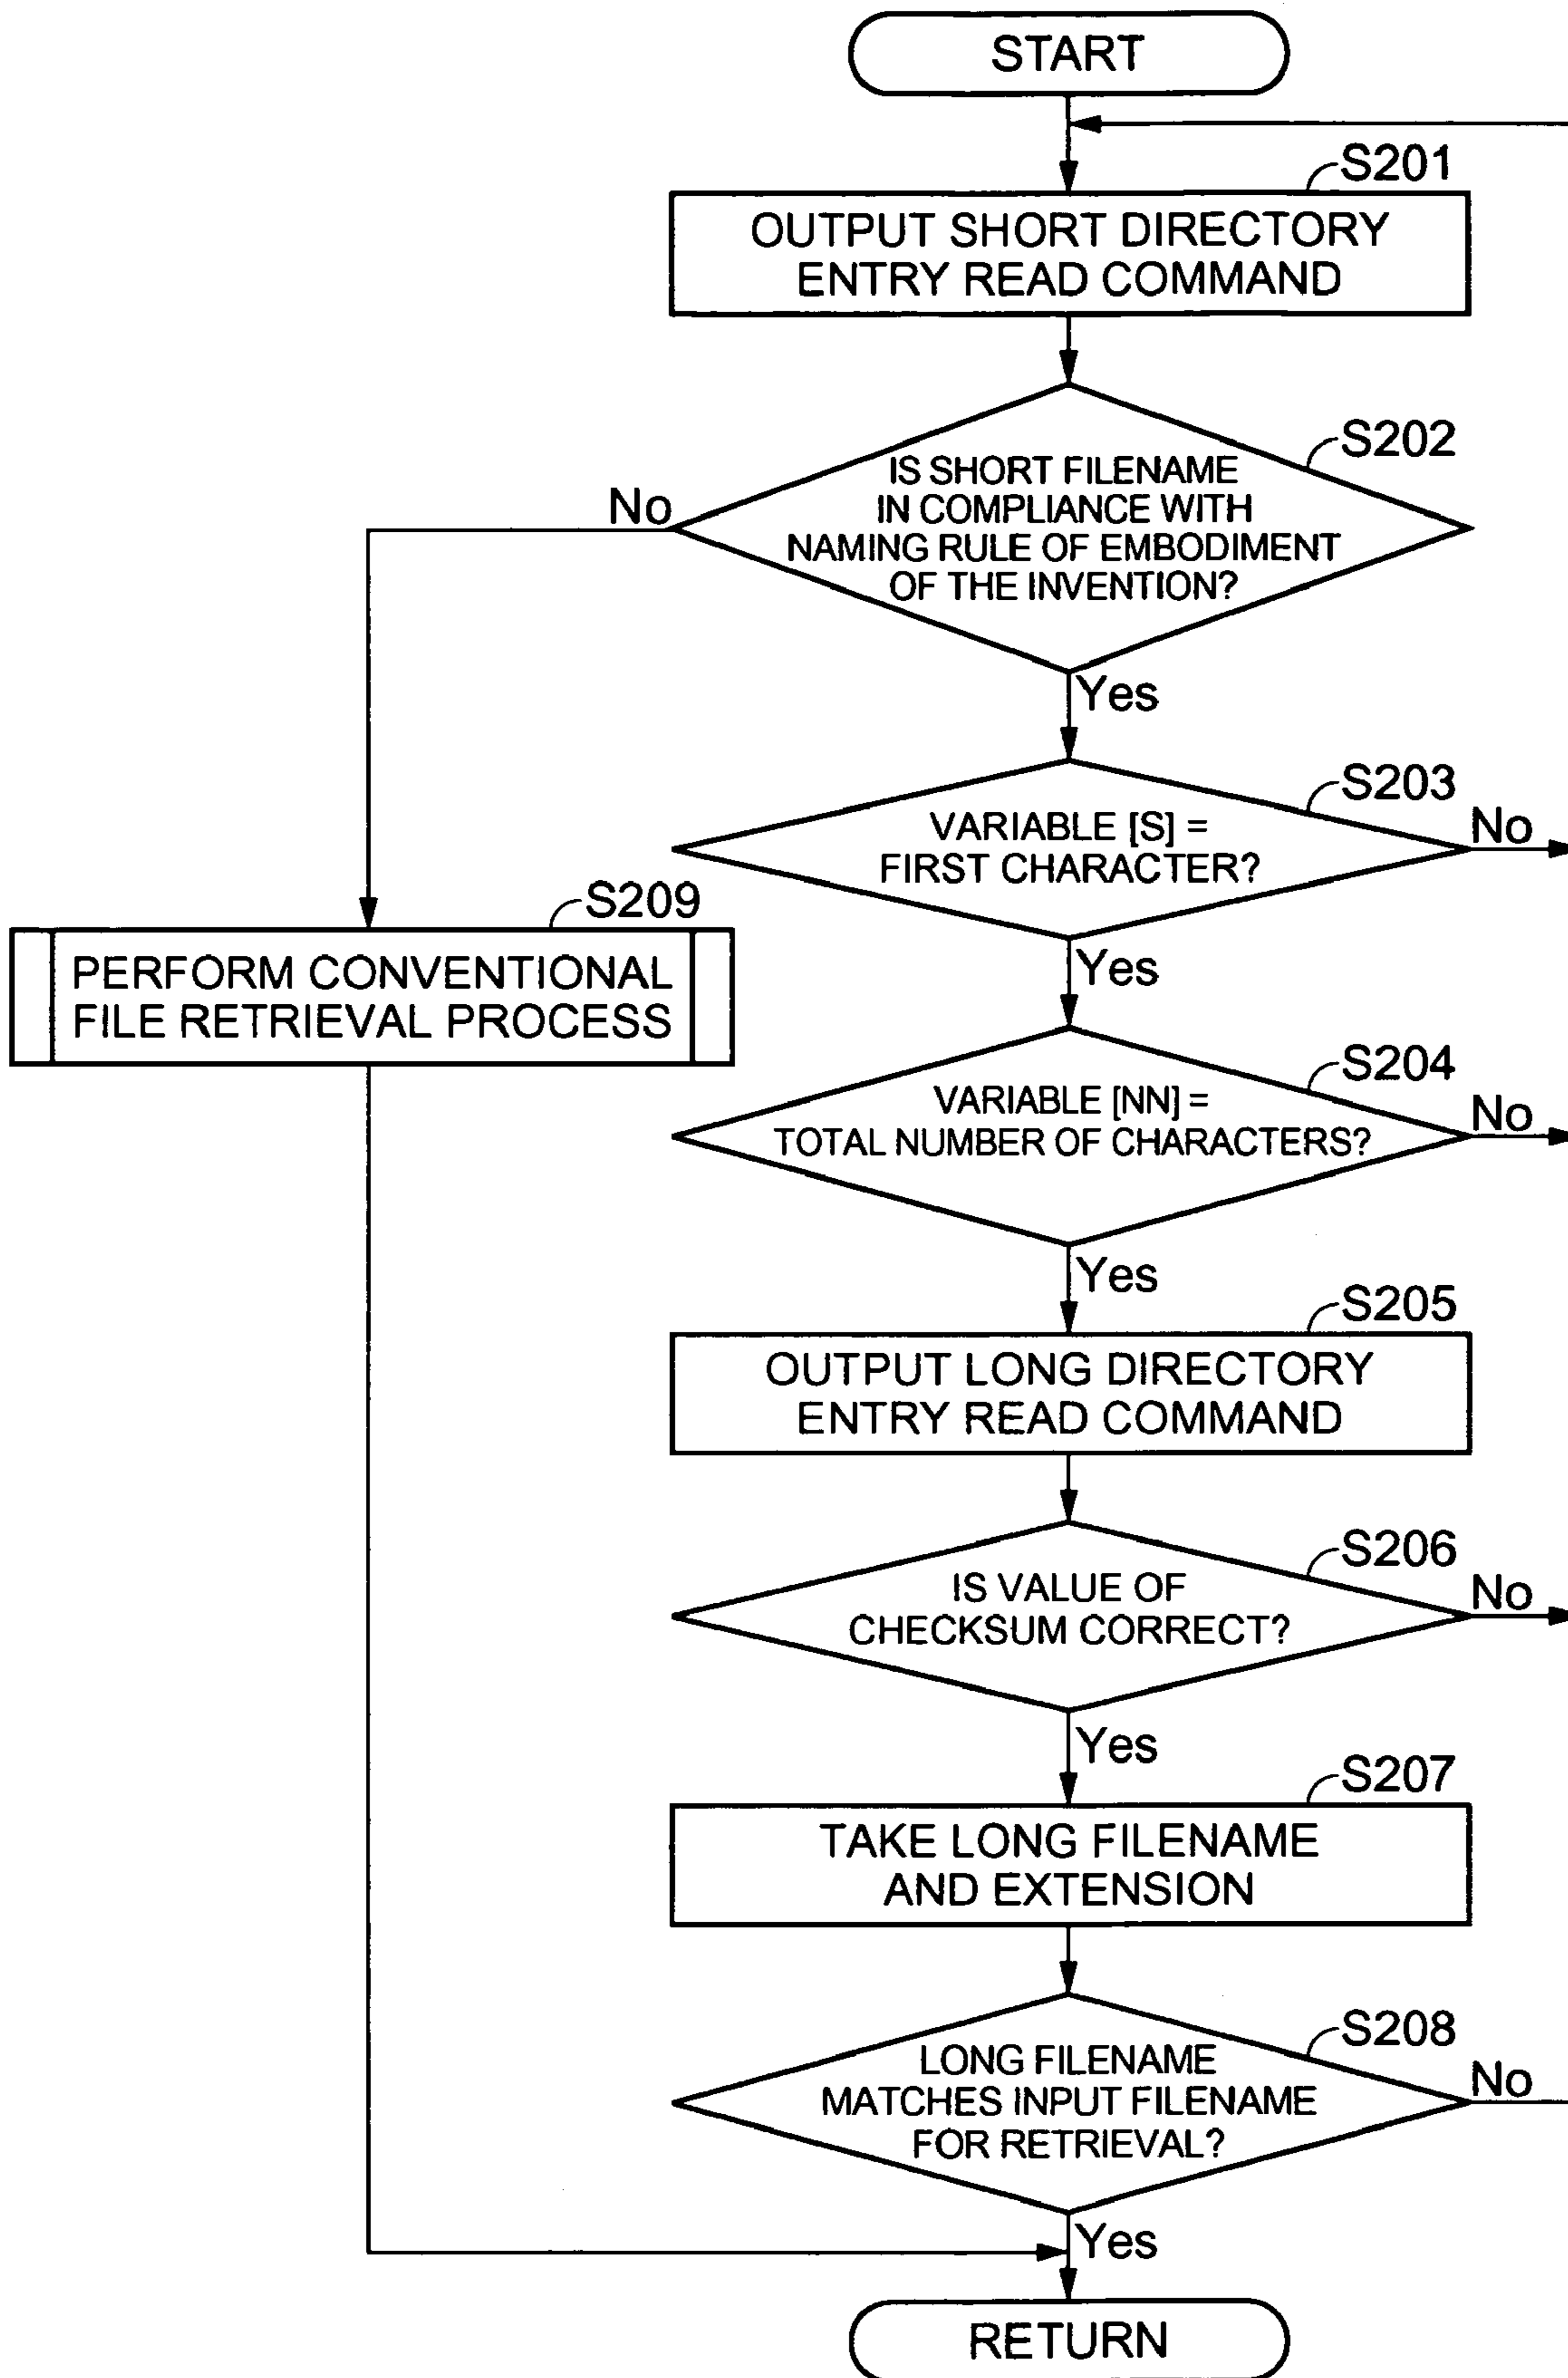 START
S201
OUTPUT SHORT DIRECTORY
ENTRY READ COMMAND
S202
IS SHORT FILENAME
IN COMPLIANCE WITH
NAMING RULE OF EMBODIMENT
OF THE INVENTION?
No
Yes
S203
VARIABLE [S] =
FIRST CHARACTER?
No
Yes
S209
PERFORM CONVENTIONAL
FILE RETRIEVAL PROCESS
S204
VARIABLE [NN] =
TOTAL NUMBER OF CHARACTERS?
No
Yes
S205
OUTPUT LONG DIRECTORY
ENTRY READ COMMAND
S206
IS VALUE OF
CHECKSUM CORRECT?
No
Yes
S207
TAKE LONG FILENAME
AND EXTENSION
S208
LONG FILENAME
MATCHES INPUT FILENAME
FOR RETRIEVAL?
No
Yes
RETURN